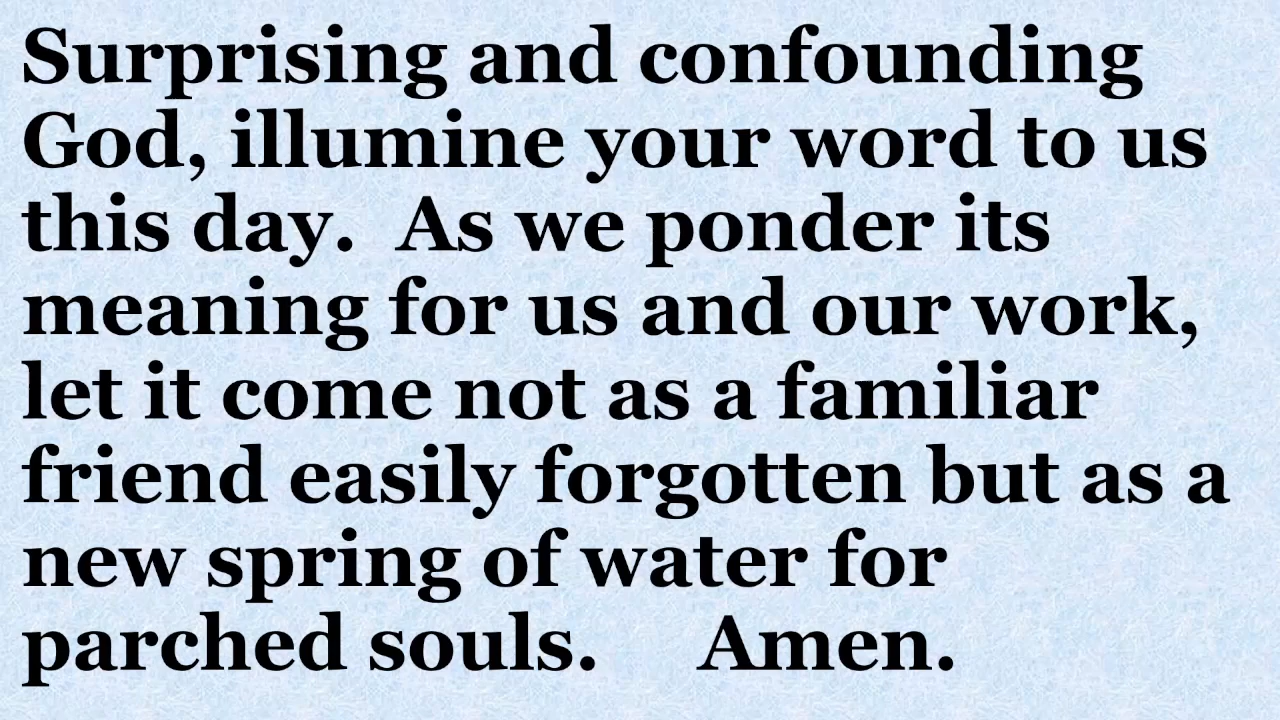 Surprising and confounding
God, illumine your word to us
this day.  As we ponder its
meaning for us and our work,
let it come not as a familiar
friend easily forgotten but as a
new spring of water for
parched souls.     Amen.